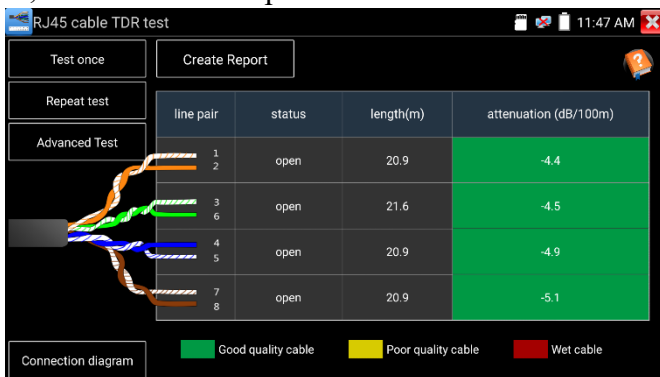 RJ45 cable TDR test
11:47 AM
Test once
Create Report
Repeat test
Advanced Test
line pair status length(m) attenuation (dB/100m)
1
2
open 20.9 -4.4
3
6
open 21.6 -4.5
4
5
open 20.9 -4.9
7
8
open 20.9 -5.1
Good quality cable Poor quality cable Wet cable
Connection diagram